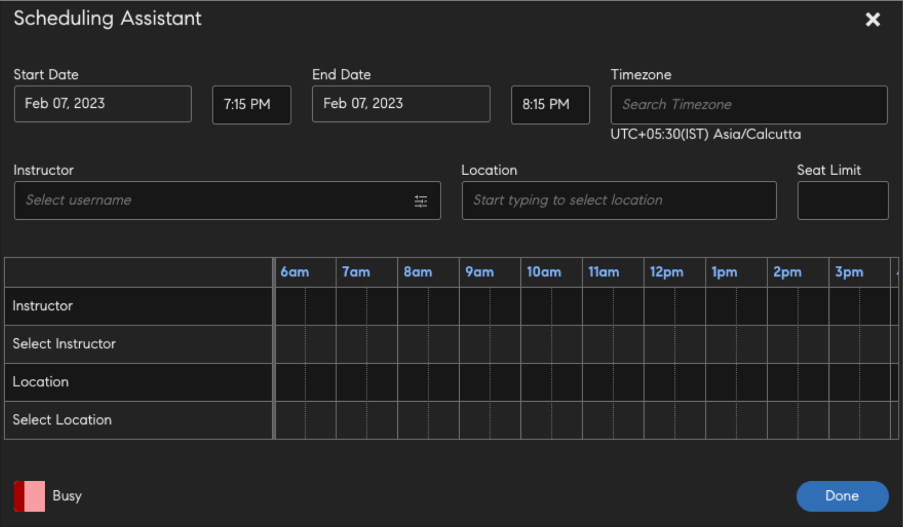 Scheduling Assistant
Start Date End Date Timezone
Feb 07, 2023 7:15 PM Feb 07, 2023 8:15 PM Search Timezone
UTC+05:30(IST) Asia/Calcutta
Instructor Location Seat Limit
Select username Start typing to select location
6am 7am 8am 9am 10am 11am 12pm 1pm 2pm 3pm
Instructor
Select Instructor
Location
Select Location
Busy Done